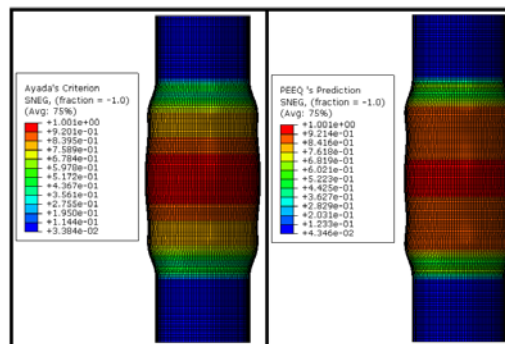 Ayada's Criterion
SNEG, (fraction = -1.0)
(Avg: 75%)
+1.001e+00
+9.201e-01
+8.395e-01
+7.589e-01
+6.784e-01
+5.978e-01
+5.172e-01
+4.367e-01
+3.561e-01
+2.755e-01
+1.950e-01
+1.144e-01
+3.384e-02
PEEQ 's Prediction
SNEG, (fraction = -1.0)
(Avg: 75%)
+1.001e+00
+9.214e-01
+8.416e-01
+7.618e-01
+6.819e-01
+6.021e-01
+5.223e-01
+4.425e-01
+3.627e-01
+2.829e-01
+2.031e-01
+1.233e-01
+4.346e-02